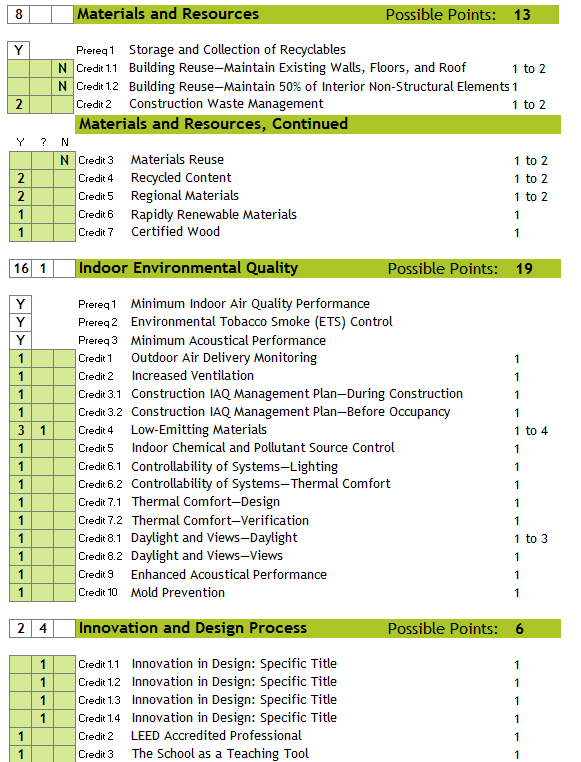 8 Materials and Resources Possible Points: 13
Y Prereq 1 Storage and Collection of Recyclables
N Credit 1.1 Building Reuse—Maintain Existing Walls, Floors, and Roof 1 to 2
N Credit 1.2 Building Reuse—Maintain 50% of Interior Non-Structural Elements 1
2 Credit 2 Construction Waste Management 1 to 2
Materials and Resources, Continued
Y ? N
N Credit 3 Materials Reuse 1 to 2
2 Credit 4 Recycled Content 1 to 2
2 Credit 5 Regional Materials 1 to 2
1 Credit 6 Rapidly Renewable Materials 1
1 Credit 7 Certified Wood 1
16 1 Indoor Environmental Quality Possible Points: 19
Y Prereq 1 Minimum Indoor Air Quality Performance
Y Prereq 2 Environmental Tobacco Smoke (ETS) Control
Y Prereq 3 Minimum Acoustical Performance
1 Credit 1 Outdoor Air Delivery Monitoring 1
1 Credit 2 Increased Ventilation 1
1 Credit 3.1 Construction IAQ Management Plan—During Construction 1
1 Credit 3.2 Construction IAQ Management Plan—Before Occupancy 1
3 1 Credit 4 Low-Emitting Materials 1 to 4
1 Credit 5 Indoor Chemical and Pollutant Source Control 1
1 Credit 6.1 Controllability of Systems—Lighting 1
1 Credit 6.2 Controllability of Systems—Thermal Comfort 1
1 Credit 7.1 Thermal Comfort—Design 1
1 Credit 7.2 Thermal Comfort—Verification 1
1 Credit 8.1 Daylight and Views—Daylight 1 to 3
1 Credit 8.2 Daylight and Views—Views 1
1 Credit 9 Enhanced Acoustical Performance 1
1 Credit 10 Mold Prevention 1
2 4 Innovation and Design Process Possible Points: 6
1 Credit 1.1 Innovation in Design: Specific Title 1
1 Credit 1.2 Innovation in Design: Specific Title 1
1 Credit 1.3 Innovation in Design: Specific Title 1
1 Credit 1.4 Innovation in Design: Specific Title 1
1 Credit 2 LEED Accredited Professional 1
1 Credit 3 The School as a Teaching Tool 1